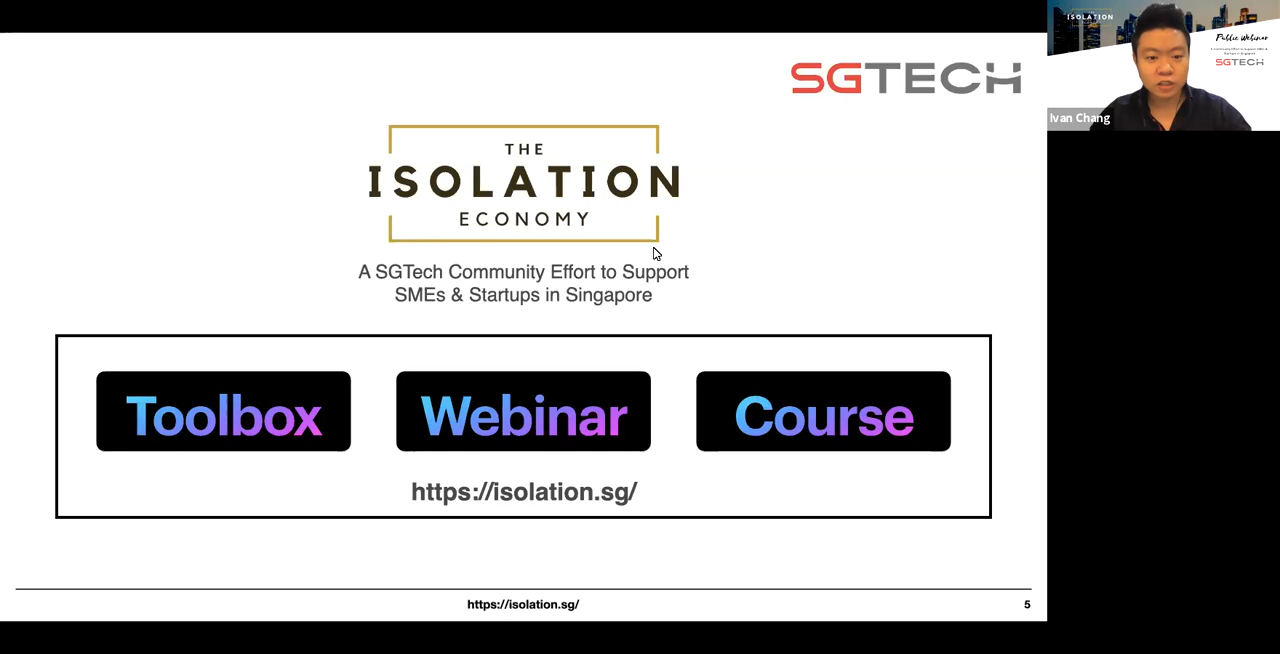 SGTECH
THE
ISOLATION
ECONOMY
A SGTech Community Effort to Support
SMEs & Startups in Singapore
Toolbox
Webinar
Course
https://isolation.sg/
https://isolation.sg/
5
ISOLATION
Public Webinar
SGTECH
Ivan Chang